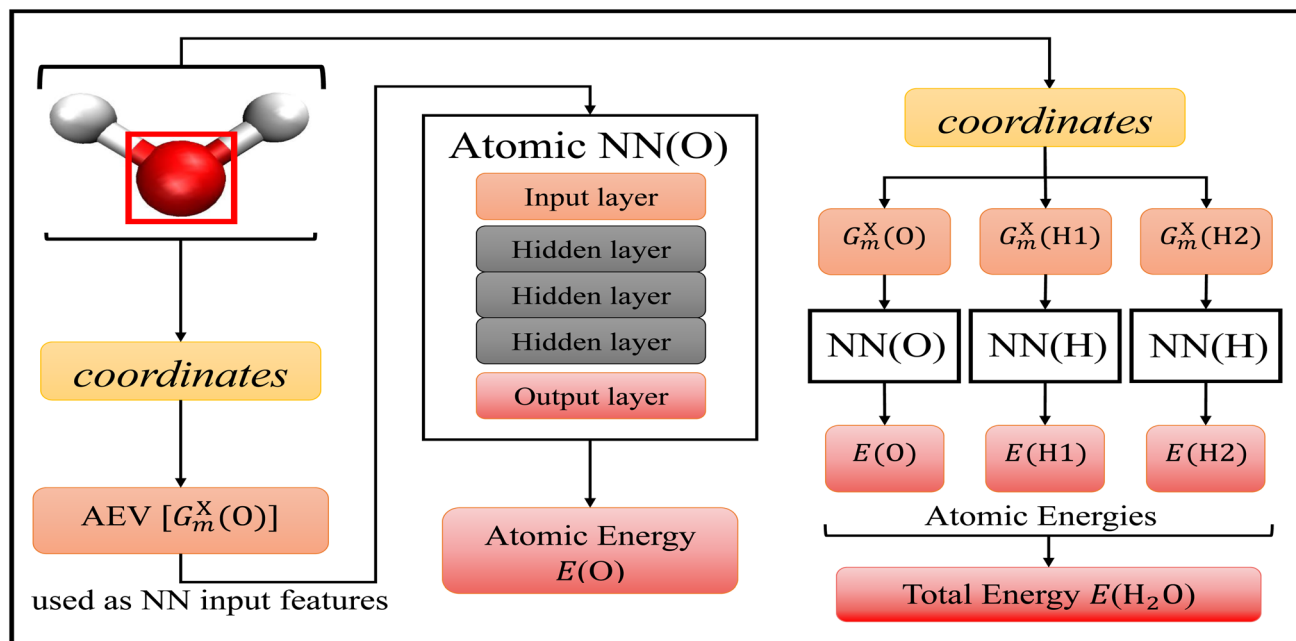 coordinates
AEV [$G_m^X$(O)]
used as NN input features
Atomic NN(O)
Input layer
Hidden layer
Hidden layer
Hidden layer
Output layer
Atomic Energy
E(O)
coordinates
$G_m^X$(O) $G_m^X$(H1) $G_m^X$(H2)
NN(O) NN(H) NN(H)
E(O) E(H1) E(H2)
Atomic Energies
Total Energy E(H₂O)